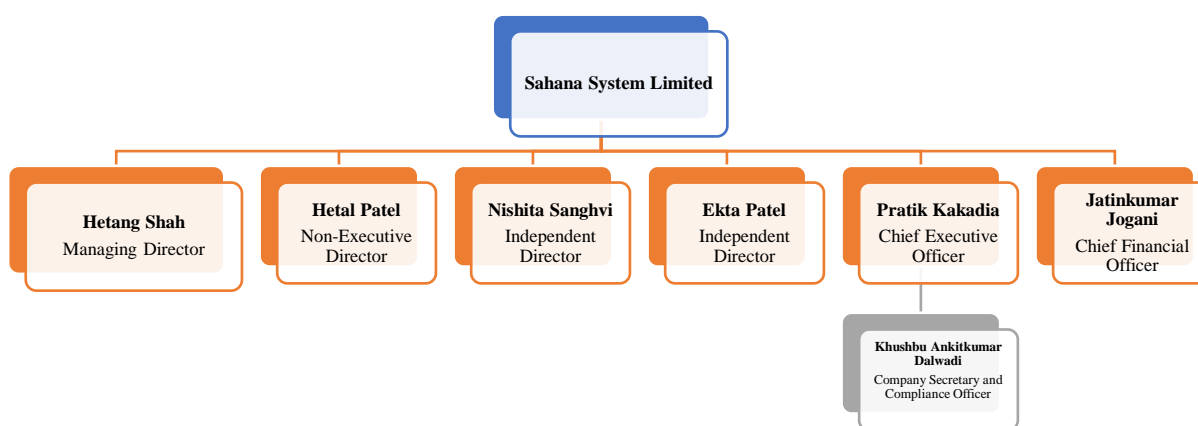 Sahana System Limited
Hetang Shah
Managing Director
Hetal Patel
Non-Executive
Director
Nishita Sanghvi
Independent
Director
Ekta Patel
Independent
Director
Pratik Kakadia
Chief Executive
Officer
Jatinkumar
Jogani
Chief Financial
Officer
Khushbu Ankitkumar
Dalwadi
Company Secretary and
Compliance Officer